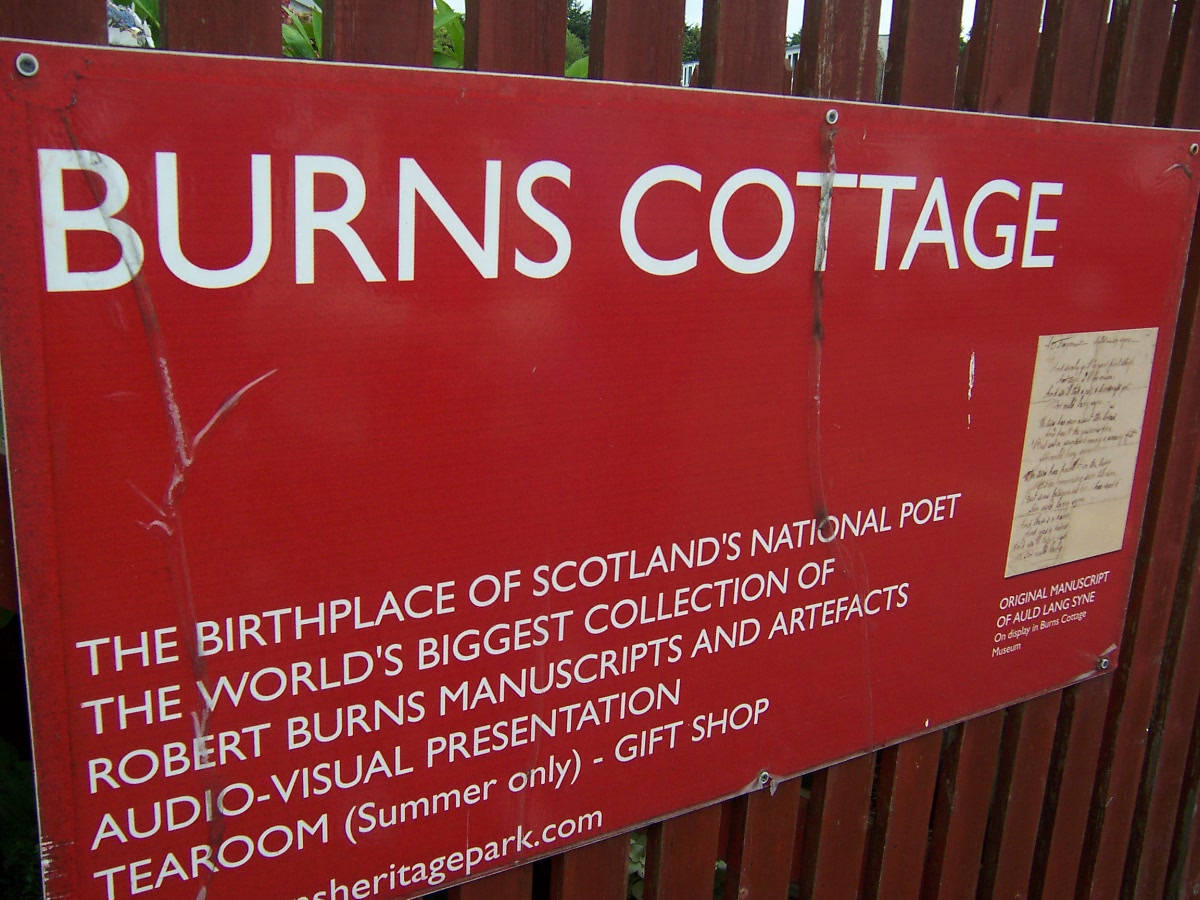 BURNS COTTAGE
THE BIRTHPLACE OF SCOTLAND'S NATIONAL POET
THE WORLD'S BIGGEST COLLECTION OF
ROBERT BURNS MANUSCRIPTS AND ARTEFACTS
AUDIO-VISUAL PRESENTATION
TEAROOM (Summer only) - GIFT SHOP
nsheritagepark.com
ORIGINAL MANUSCRIPT
OF AULD LANG SYNE
On display in Burns Cottage
Museum